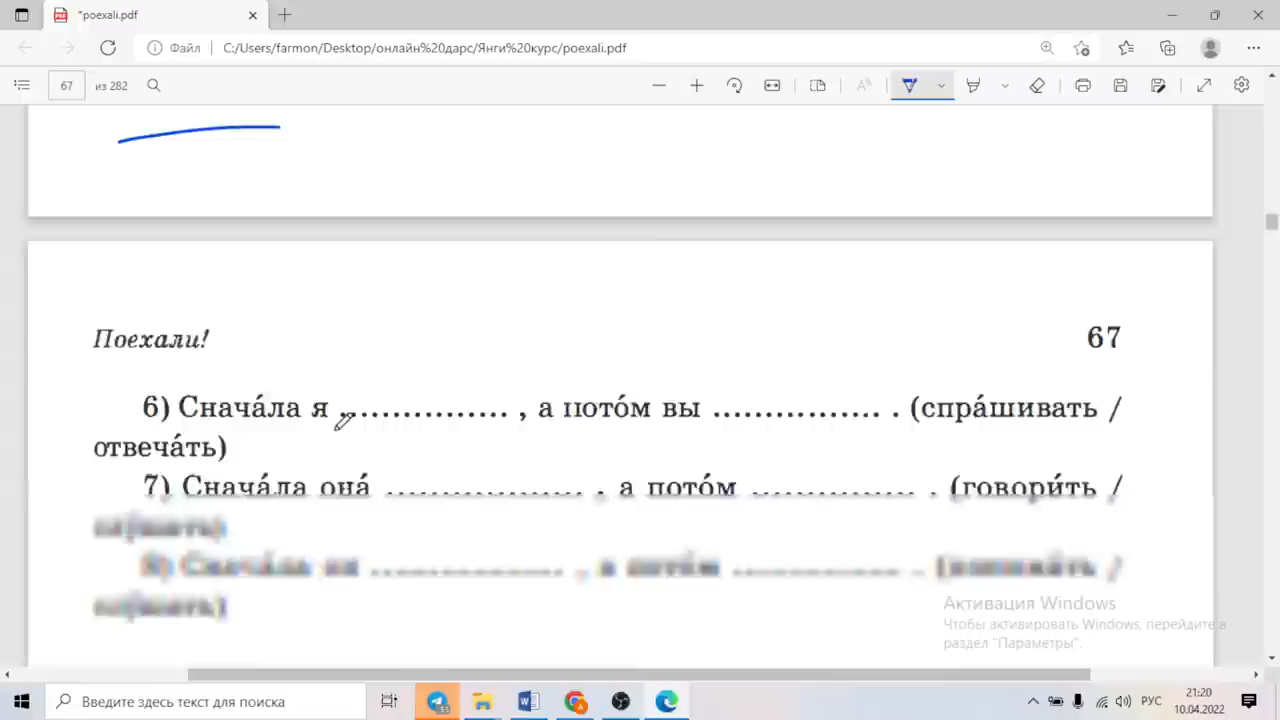 *poexali.pdf
Файл | C:/Users/farmon/Desktop/онлайн%20дарс/Янги%20курс/poexali.pdf
67 из 282
Поехали! 67
6) Снача́ла я ................ , а пото́м вы ................ . (спра́шивать /
отвеча́ть)
7) Снача́ла она́ ................... , а пото́м ................ . (говори́ть /
Активация Windows
Чтобы активировать Windows, перейдите в
раздел "Параметры".
Введите здесь текст для поиска
РУС
21:20
10.04.2022